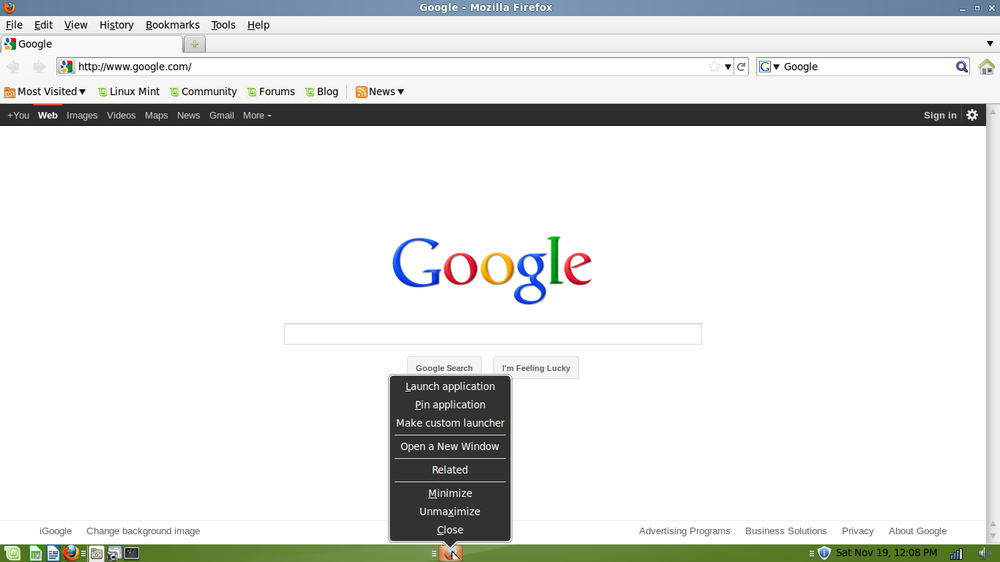 Google - Mozilla Firefox
File Edit View History Bookmarks Tools Help
Google
http://www.google.com/ Google
Most Visited Linux Mint Community Forums Blog News
+You Web Images Videos Maps News Gmail More Sign in
Google
Google Search I'm Feeling Lucky
Launch application
Pin application
Make custom launcher
Open a New Window
Related
Minimize
Unmaximize
Close
iGoogle Change background image Advertising Programs Business Solutions Privacy About Google
Sat Nov 19, 12:08 PM